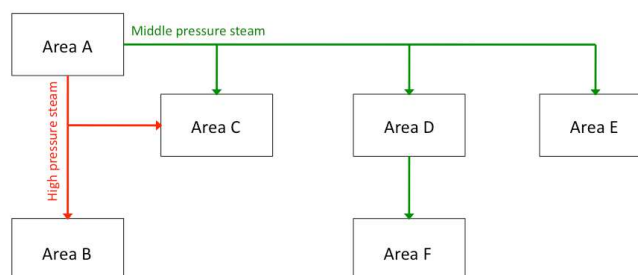 Middle pressure steam
Area A
High pressure steam
Area C
Area D
Area E
Area B
Area F